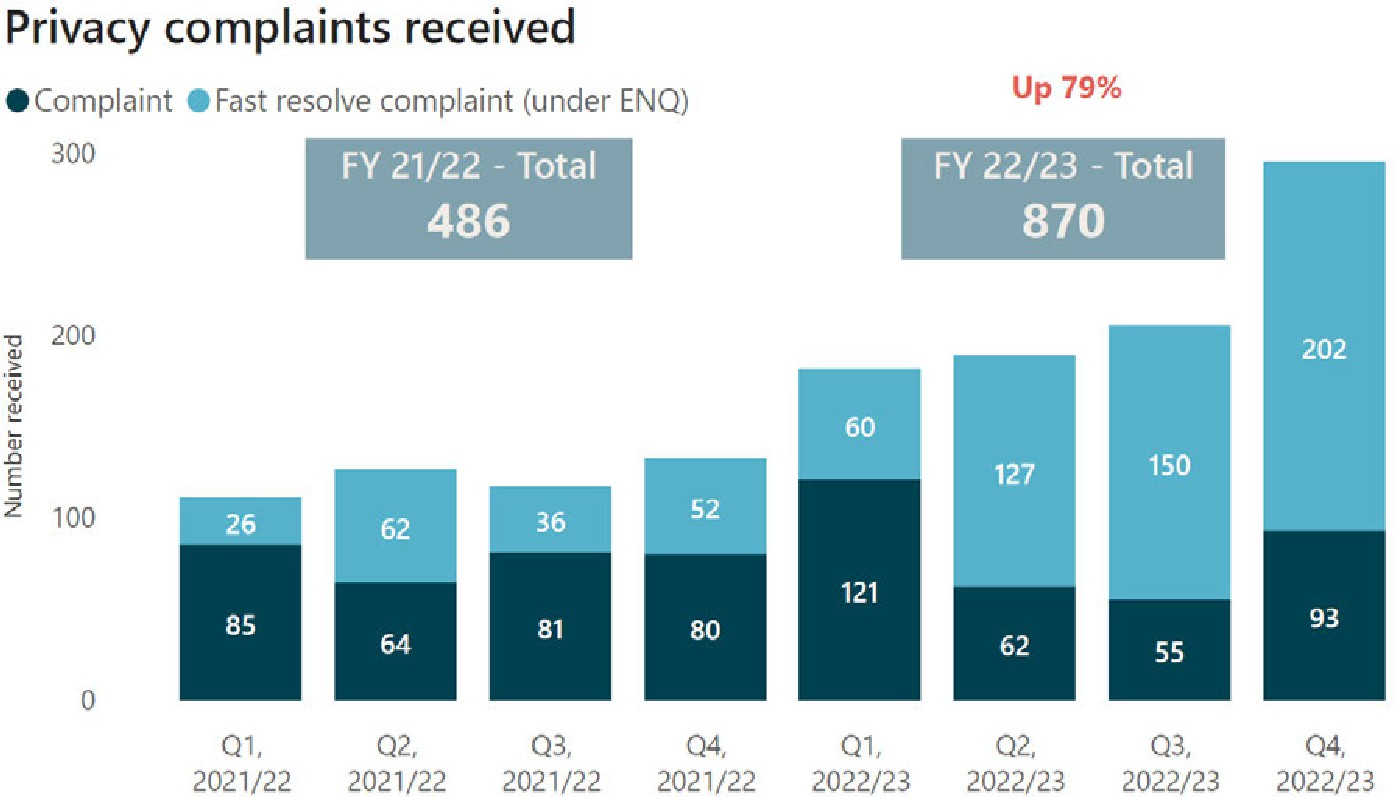 Privacy complaints received
Complaint Fast resolve complaint (under ENQ)
Up 79%
FY 21/22 - Total
486
FY 22/23 - Total
870
Number received
300
200
100
0
26
85
62
64
36
81
52
80
60
121
127
62
150
55
202
93
Q1,
2021/22
Q2,
2021/22
Q3,
2021/22
Q4,
2021/22
Q1,
2022/23
Q2,
2022/23
Q3,
2022/23
Q4,
2022/23